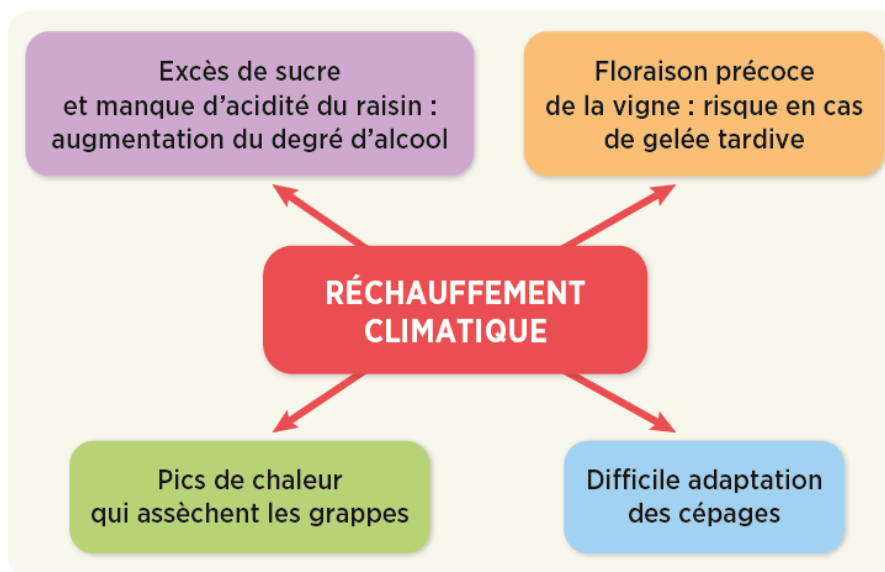 Excès de sucre
et manque d'acidité du raisin :
augmentation du degré d'alcool
Floraison précoce
de la vigne : risque en cas
de gelée tardive
RÉCHAUFFEMENT
CLIMATIQUE
Pics de chaleur
qui assèchent les grappes
Difficile adaptation
des cépages